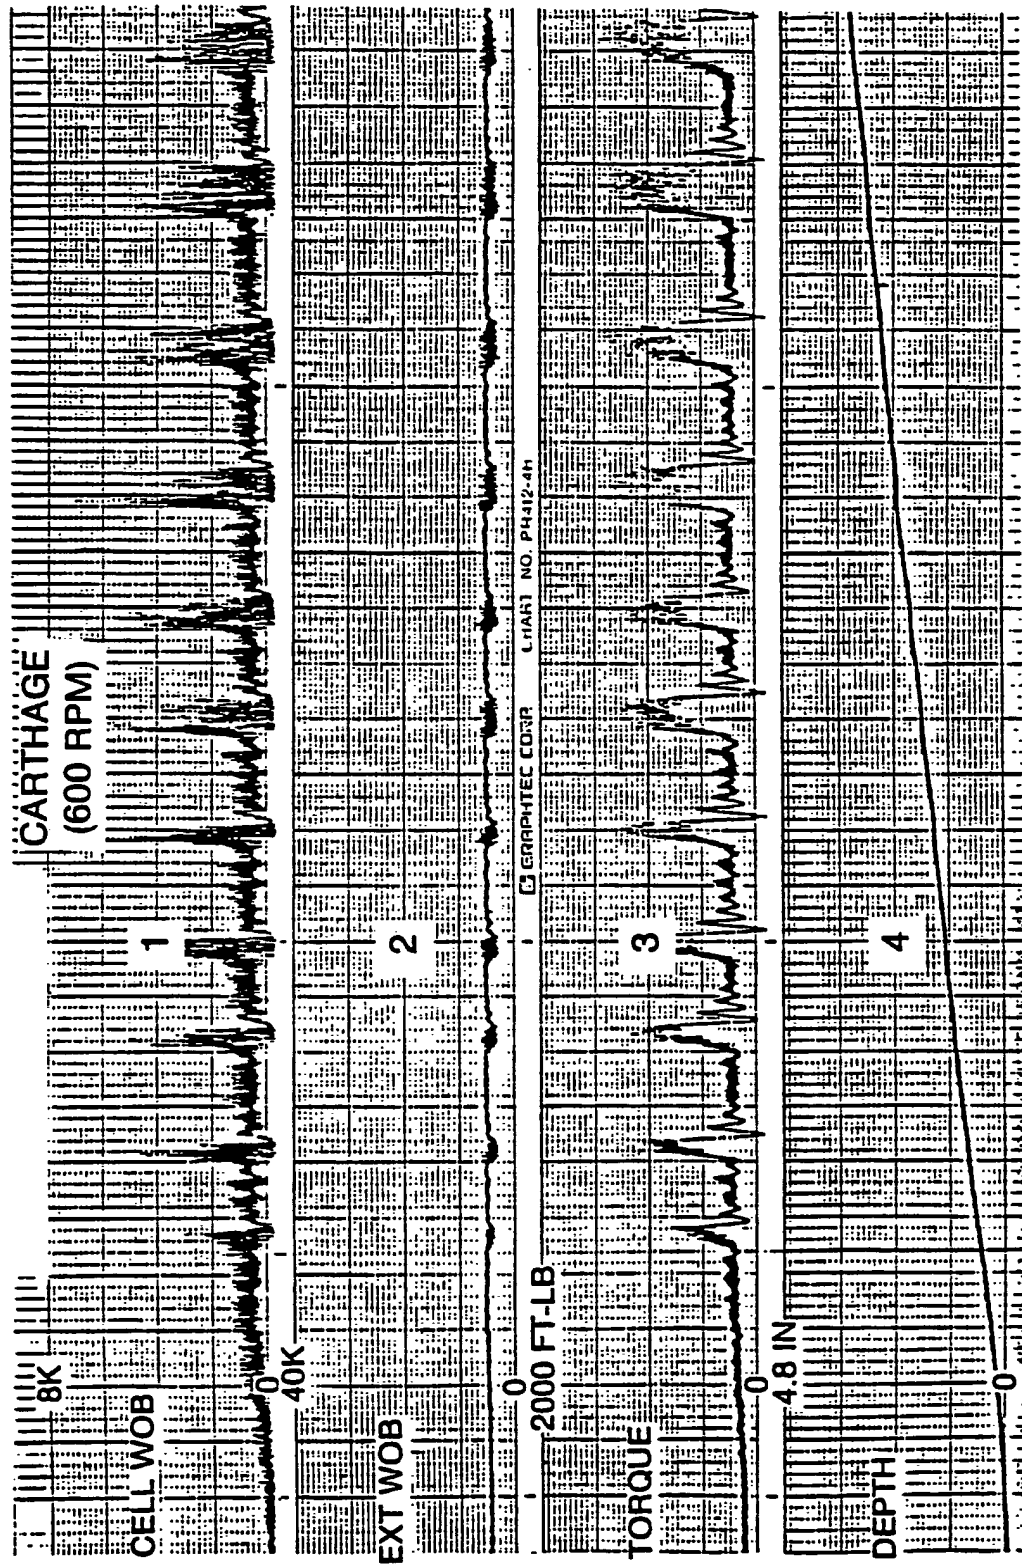 CARTHAGE
(600 RPM)
8K
CELL WOB
1
0
40K
EXT WOB
2
0
GRAPHTEC CORP. CHART NO. PH412-4H
2000 FT-LB
TORQUE
3
0
4.8 IN
DEPTH
4
0